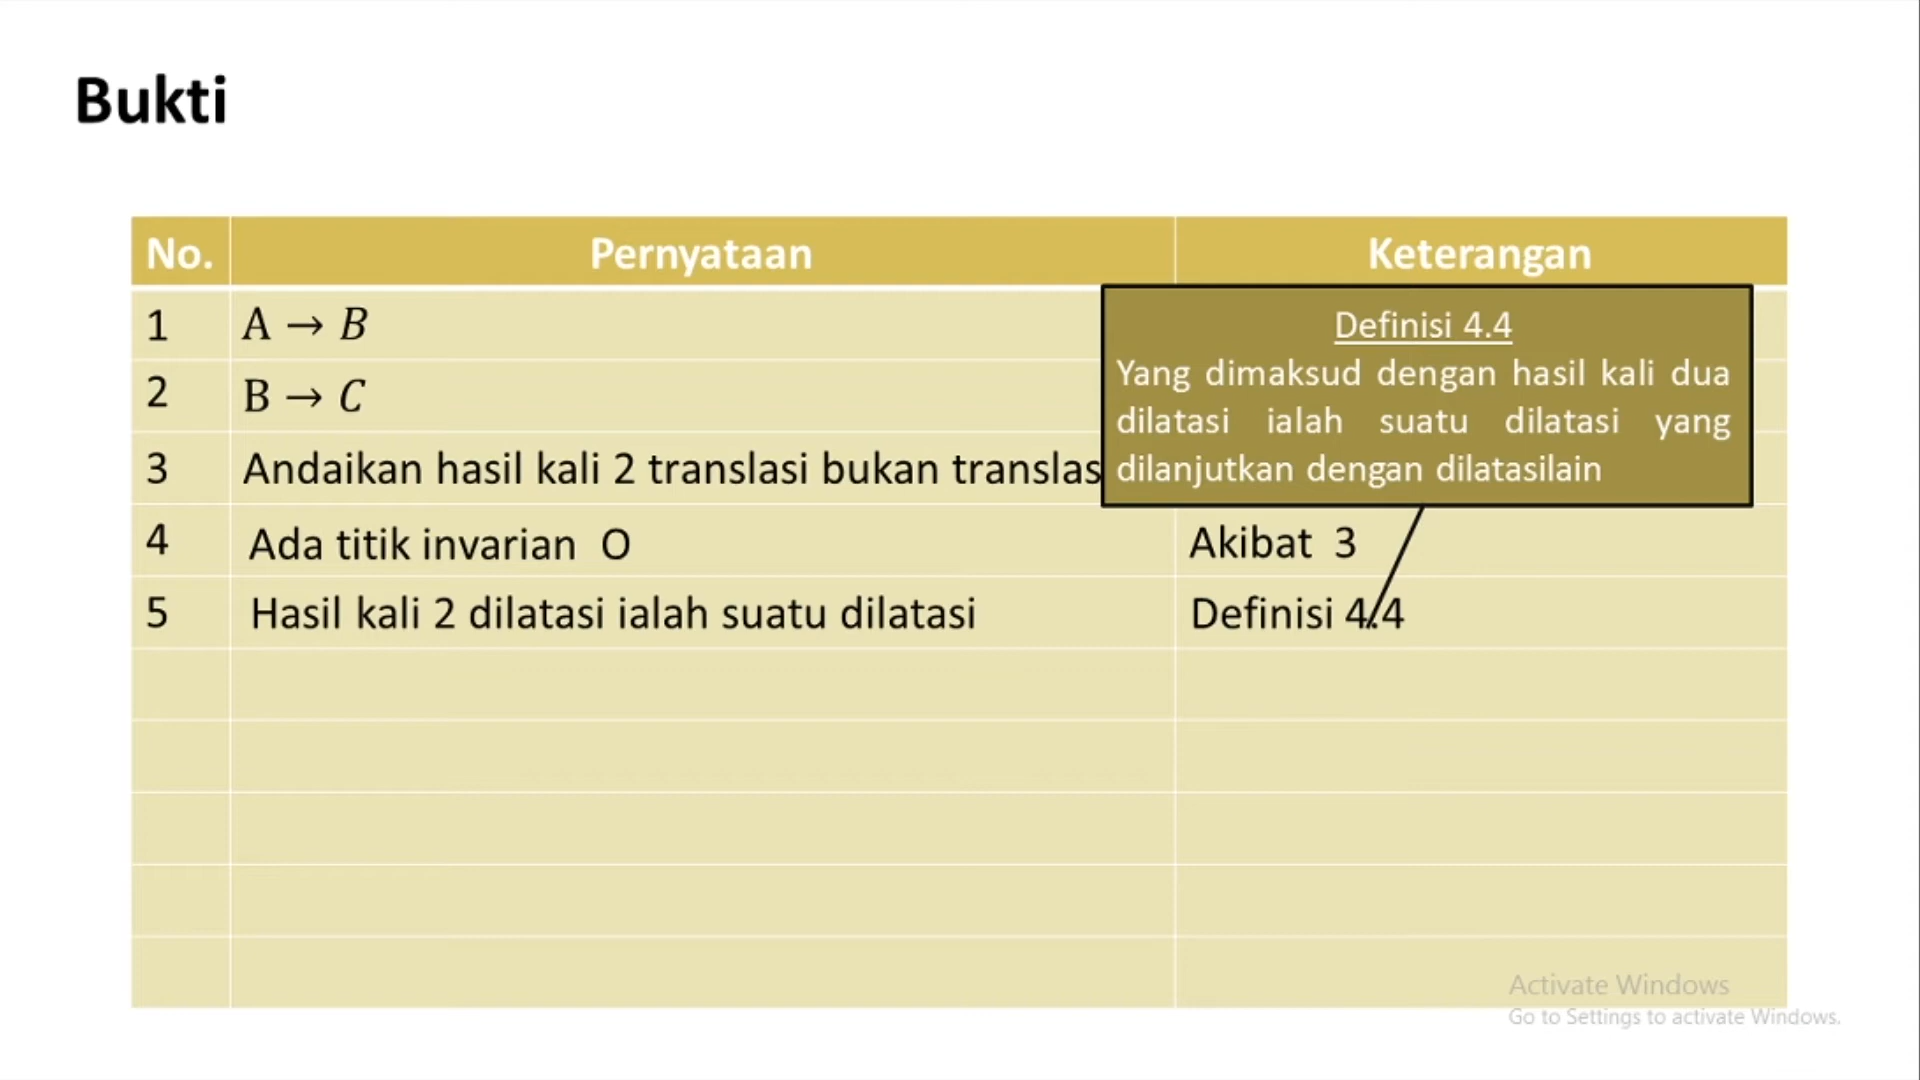 Bukti
No. Pernyataan Keterangan
1 A → B
2 B → C
3 Andaikan hasil kali 2 translasi bukan translas
Definisi 4.4
Yang dimaksud dengan hasil kali dua
dilatasi ialah suatu dilatasi yang
dilanjutkan dengan dilatasilain
4 Ada titik invarian O Akibat 3
5 Hasil kali 2 dilatasi ialah suatu dilatasi Definisi 4.4
Activate Windows
Go to Settings to activate Windows.